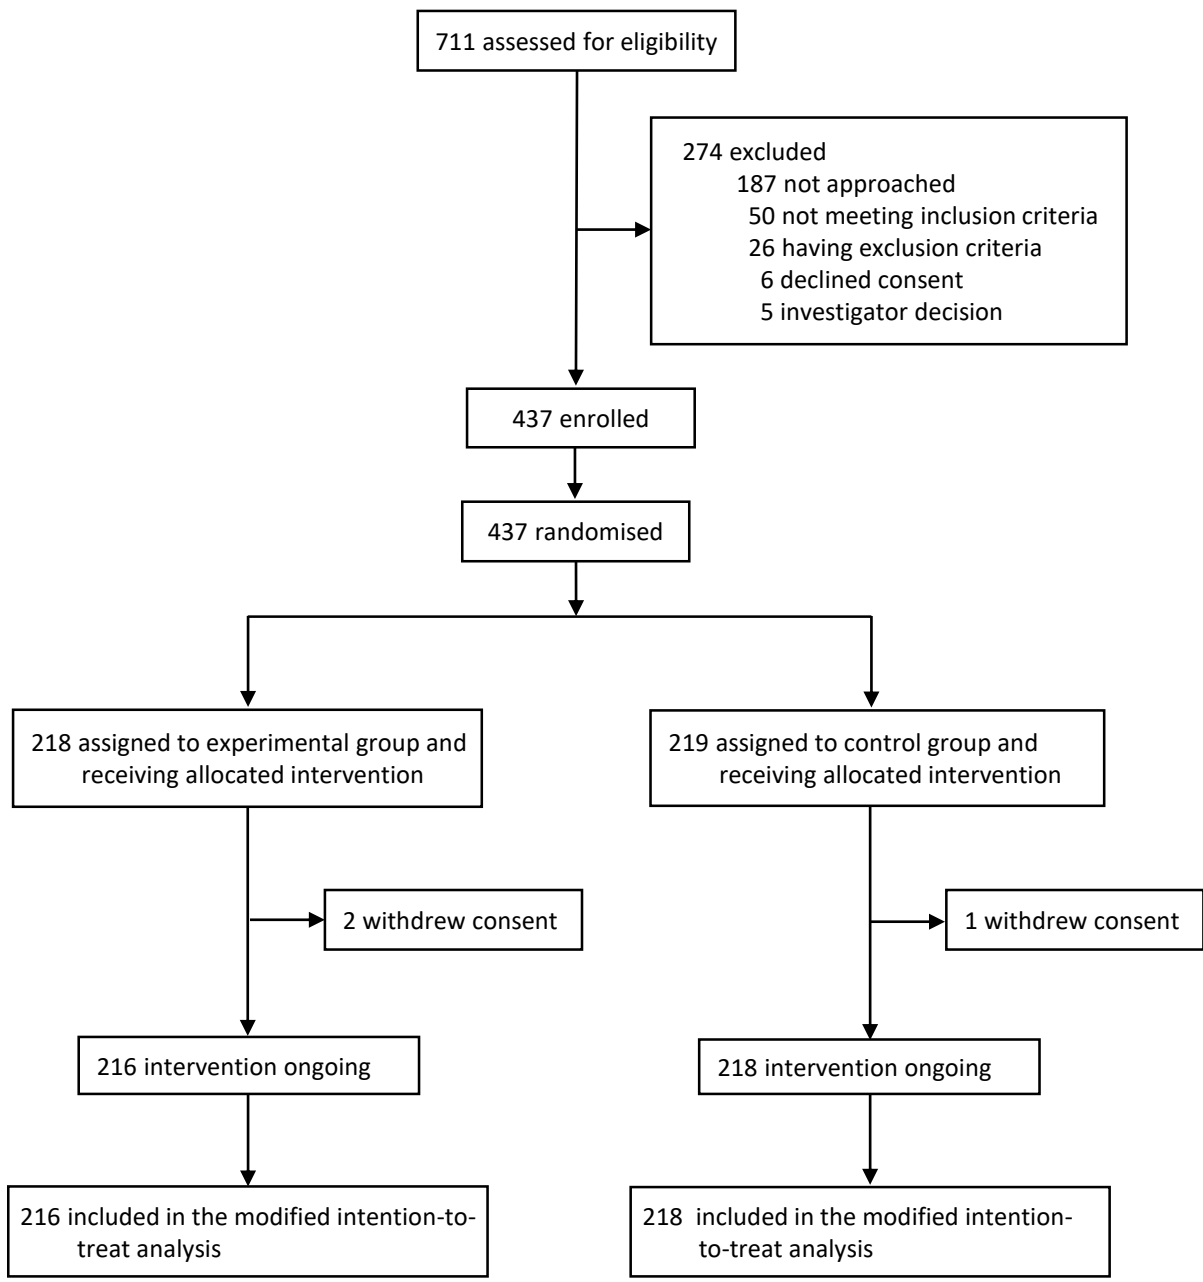 711 assessed for eligibility
274 excluded
187 not approached
50 not meeting inclusion criteria
26 having exclusion criteria
6 declined consent
5 investigator decision
437 enrolled
437 randomised
218 assigned to experimental group and
receiving allocated intervention
219 assigned to control group and
receiving allocated intervention
2 withdrew consent
1 withdrew consent
216 intervention ongoing
218 intervention ongoing
216 included in the modified intention-to-
treat analysis
218 included in the modified intention-
to-treat analysis